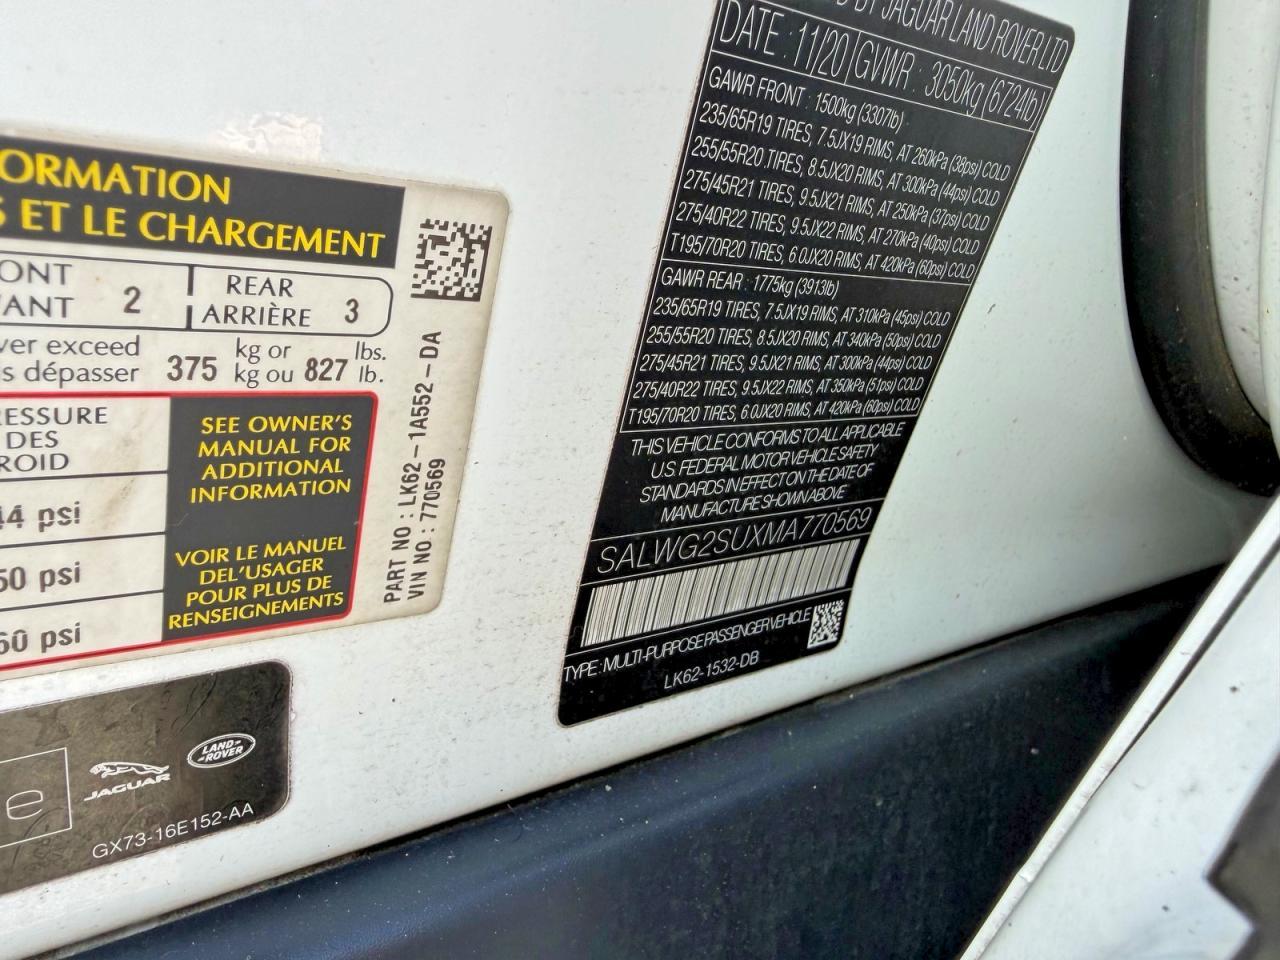 ORMATION
S ET LE CHARGEMENT
ONT
VANT 2
REAR
ARRIÈRE 3
ver exceed
s dépasser 375 kg or
kg ou 827 lbs.
lb.
RESSURE
DES
ROID
44 psi
50 psi
60 psi
SEE OWNER'S
MANUAL FOR
ADDITIONAL
INFORMATION
VOIR LE MANUEL
DEL'USAGER
POUR PLUS DE
RENSEIGNEMENTS
PART NO : LK62-1A552-DA
VIN NO : 770569
e
JAGUAR
LAND-
-ROVER
GX73-16E152-AA
D BY JAGUAR LAND ROVER LTD
DATE : 11/20 GVWR : 3050kg (6724lb)
GAWR FRONT : 1500kg (3307lb)
235/65R19 TIRES, 7.5JX19 RIMS, AT 260kPa (38psi) COLD
255/55R20 TIRES, 8.5JX20 RIMS, AT 300kPa (44psi) COLD
275/45R21 TIRES, 9.5JX21 RIMS, AT 250kPa (37psi) COLD
275/40R22 TIRES, 9.5JX22 RIMS, AT 270kPa (40psi) COLD
T195/70R20 TIRES, 6.0JX20 RIMS, AT 420kPa (60psi) COLD
GAWR REAR : 1775kg (3913lb)
235/65R19 TIRES, 7.5JX19 RIMS, AT 310kPa (45psi) COLD
255/55R20 TIRES, 8.5JX20 RIMS, AT 340kPa (50psi) COLD
275/45R21 TIRES, 9.5JX21 RIMS, AT 300kPa (44psi) COLD
275/40R22 TIRES, 9.5JX22 RIMS, AT 350kPa (51psi) COLD
T195/70R20 TIRES, 6.0JX20 RIMS, AT 420kPa (60psi) COLD
THIS VEHICLE CONFORMS TO ALL APPLICABLE
U.S. FEDERAL MOTOR VEHICLE SAFETY
STANDARDS IN EFFECT ON THE DATE OF
MANUFACTURE SHOWN ABOVE
SALWG2SUXMA770569
TYPE : MULTI-PURPOSE PASSENGER VEHICLE
LK62-1532-DB